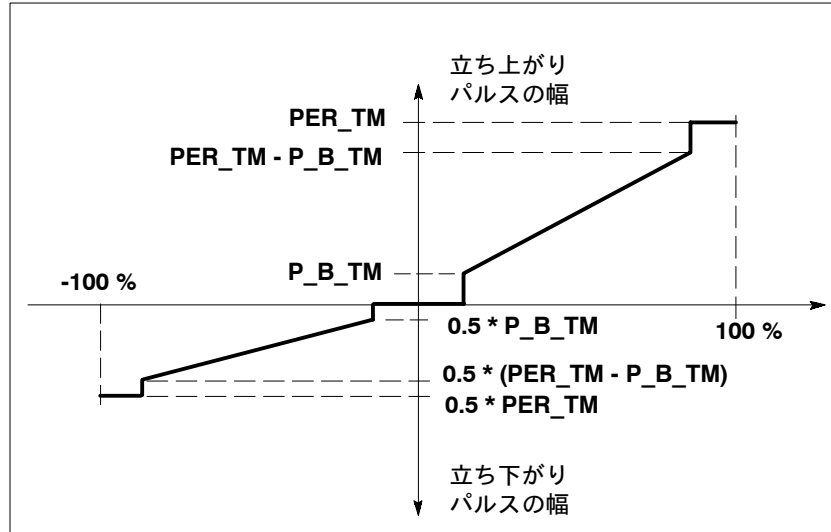 立ち上がり
パルスの幅
PER_TM
PER_TM - P_B_TM
P_B_TM
-100 %
0.5 * P_B_TM
100 %
0.5 * (PER_TM - P_B_TM)
0.5 * PER_TM
立ち下がり
パルスの幅